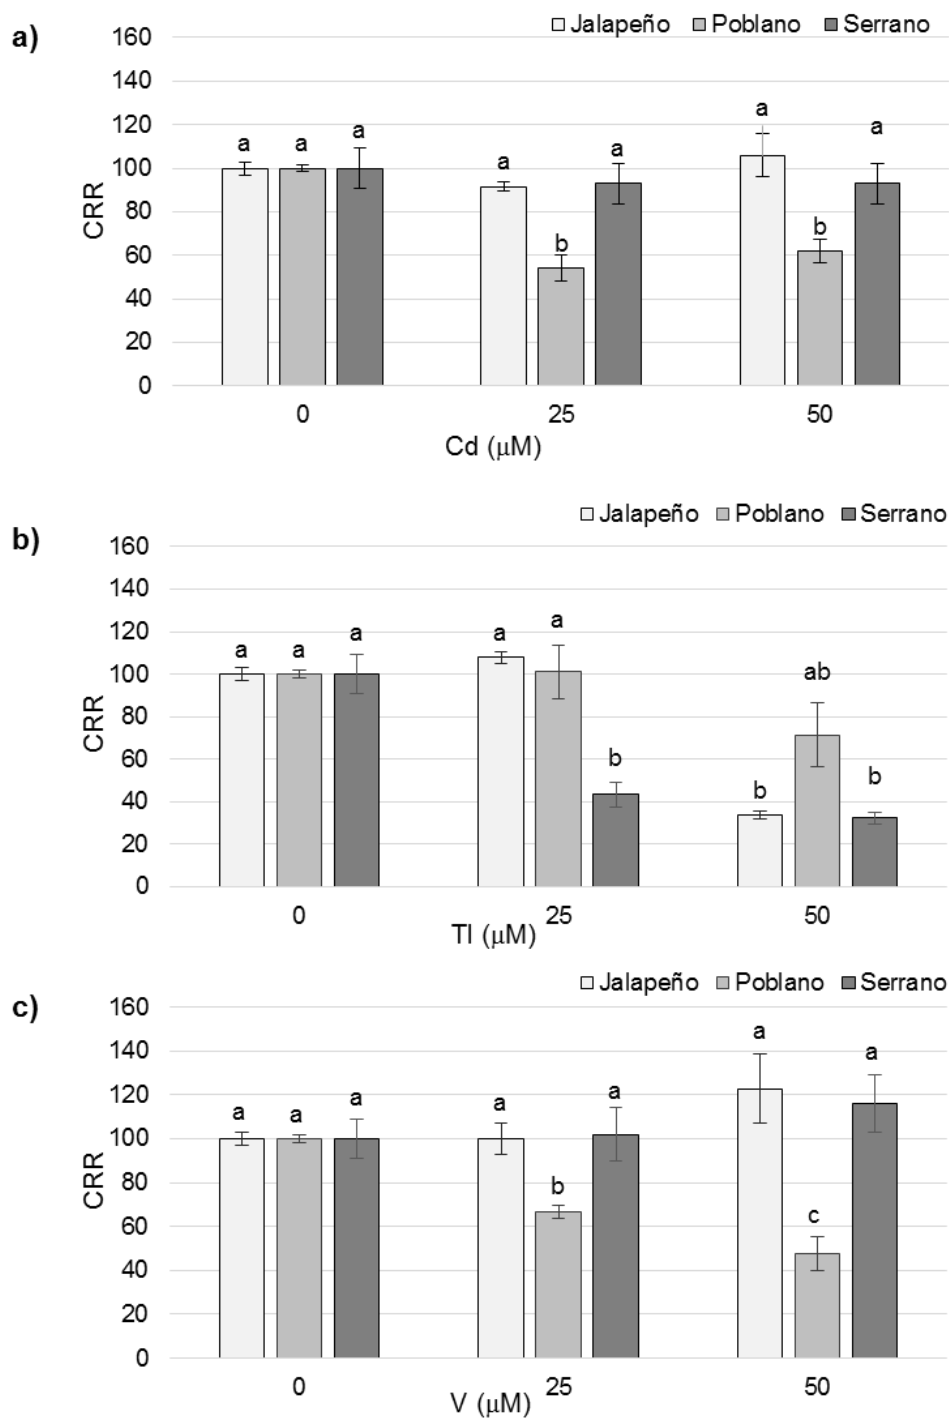 a)
Jalapeño Poblano Serrano
160
140
120
100
80
60
40
20
0
CRR
a a a
a b a
a b a
0 25 50
Cd (μM)
b)
Jalapeño Poblano Serrano
160
140
120
100
80
60
40
20
0
CRR
a a a
a a b
b ab b
0 25 50
Tl (μM)
c)
Jalapeño Poblano Serrano
160
140
120
100
80
60
40
20
0
CRR
a a a
a b a
a c a
0 25 50
V (μM)